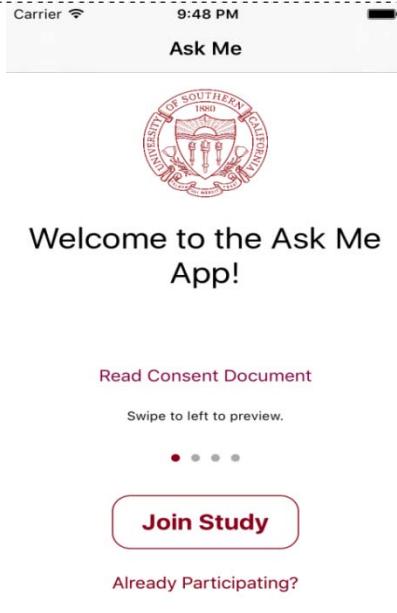 Carrier 9:48 PM
Ask Me
UNIVERSITY OF SOUTHERN CALIFORNIA
1880
Welcome to the Ask Me
App!
Read Consent Document
Swipe to left to preview.
Join Study
Already Participating?